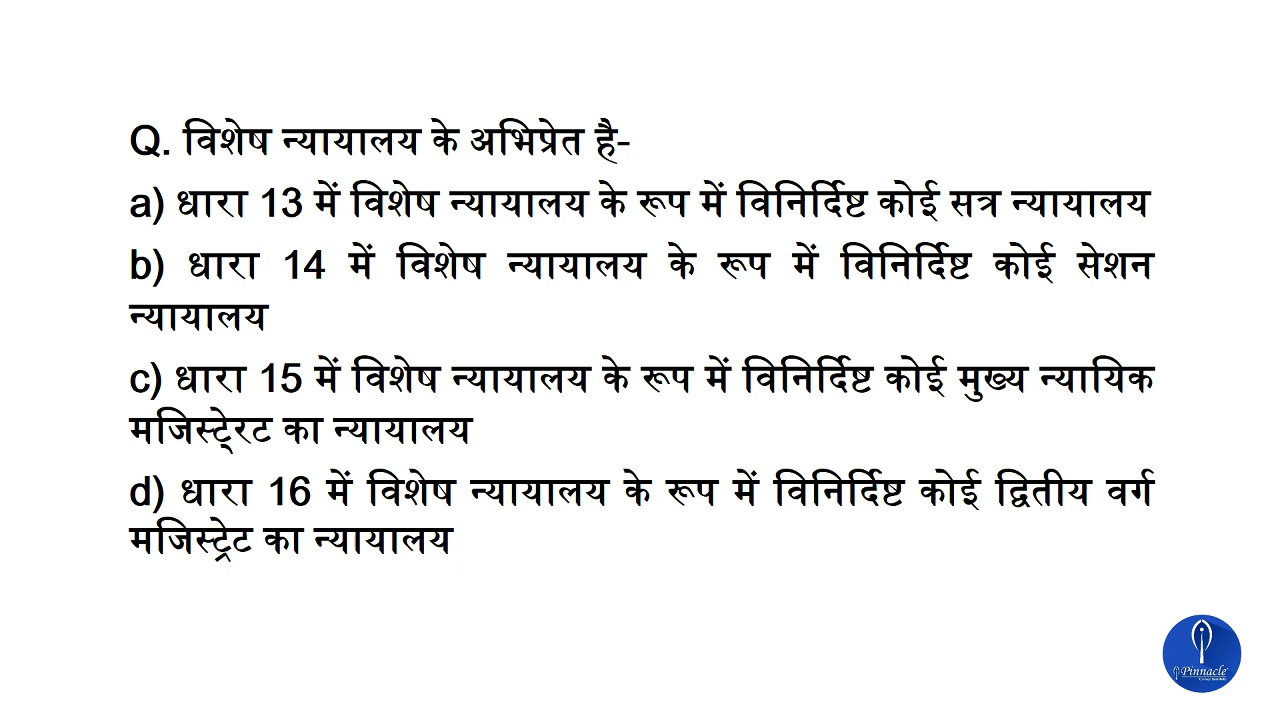 Q. विशेष न्यायालय के अभिप्रेत है-
a) धारा 13 में विशेष न्यायालय के रूप में विनिर्दिष्ट कोई सत्र न्यायालय
b) धारा 14 में विशेष न्यायालय के रूप में विनिर्दिष्ट कोई सेशन
न्यायालय
c) धारा 15 में विशेष न्यायालय के रूप में विनिर्दिष्ट कोई मुख्य न्यायिक
मजिस्ट्रेट का न्यायालय
d) धारा 16 में विशेष न्यायालय के रूप में विनिर्दिष्ट कोई द्वितीय वर्ग
मजिस्ट्रेट का न्यायालय
Pinnacle